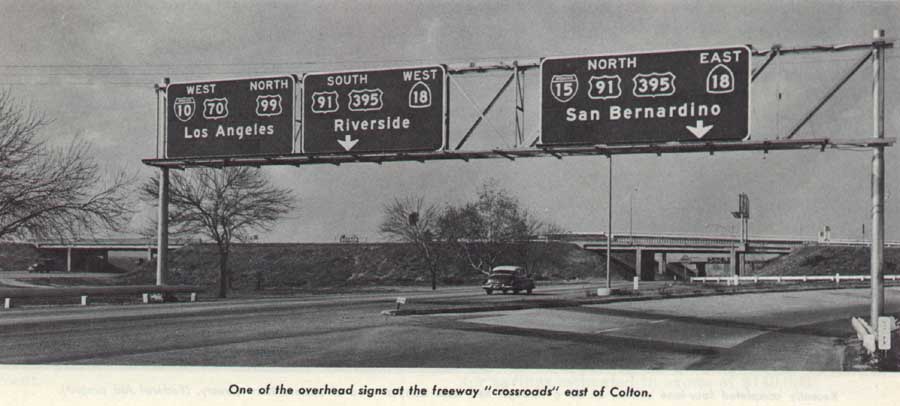 WEST NORTH
10 70 99
Los Angeles
SOUTH WEST
91 395 18
Riverside
NORTH EAST
15 91 395 18
San Bernardino
One of the overhead signs at the freeway "crossroads" east of Colton.